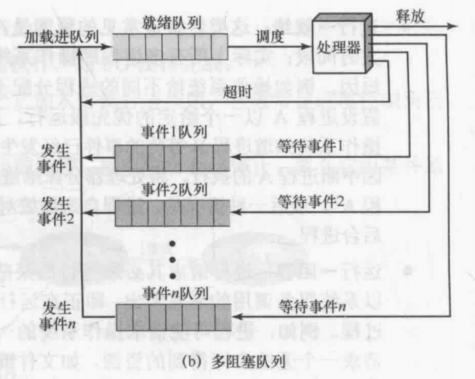 释放
就绪队列
加载进队列
调度
处理器
超时
事件1队列
发生
事件1
等待事件1
事件2队列
发生
事件2
等待事件2
事件n队列
发生
事件n
等待事件n
(b) 多阻塞队列